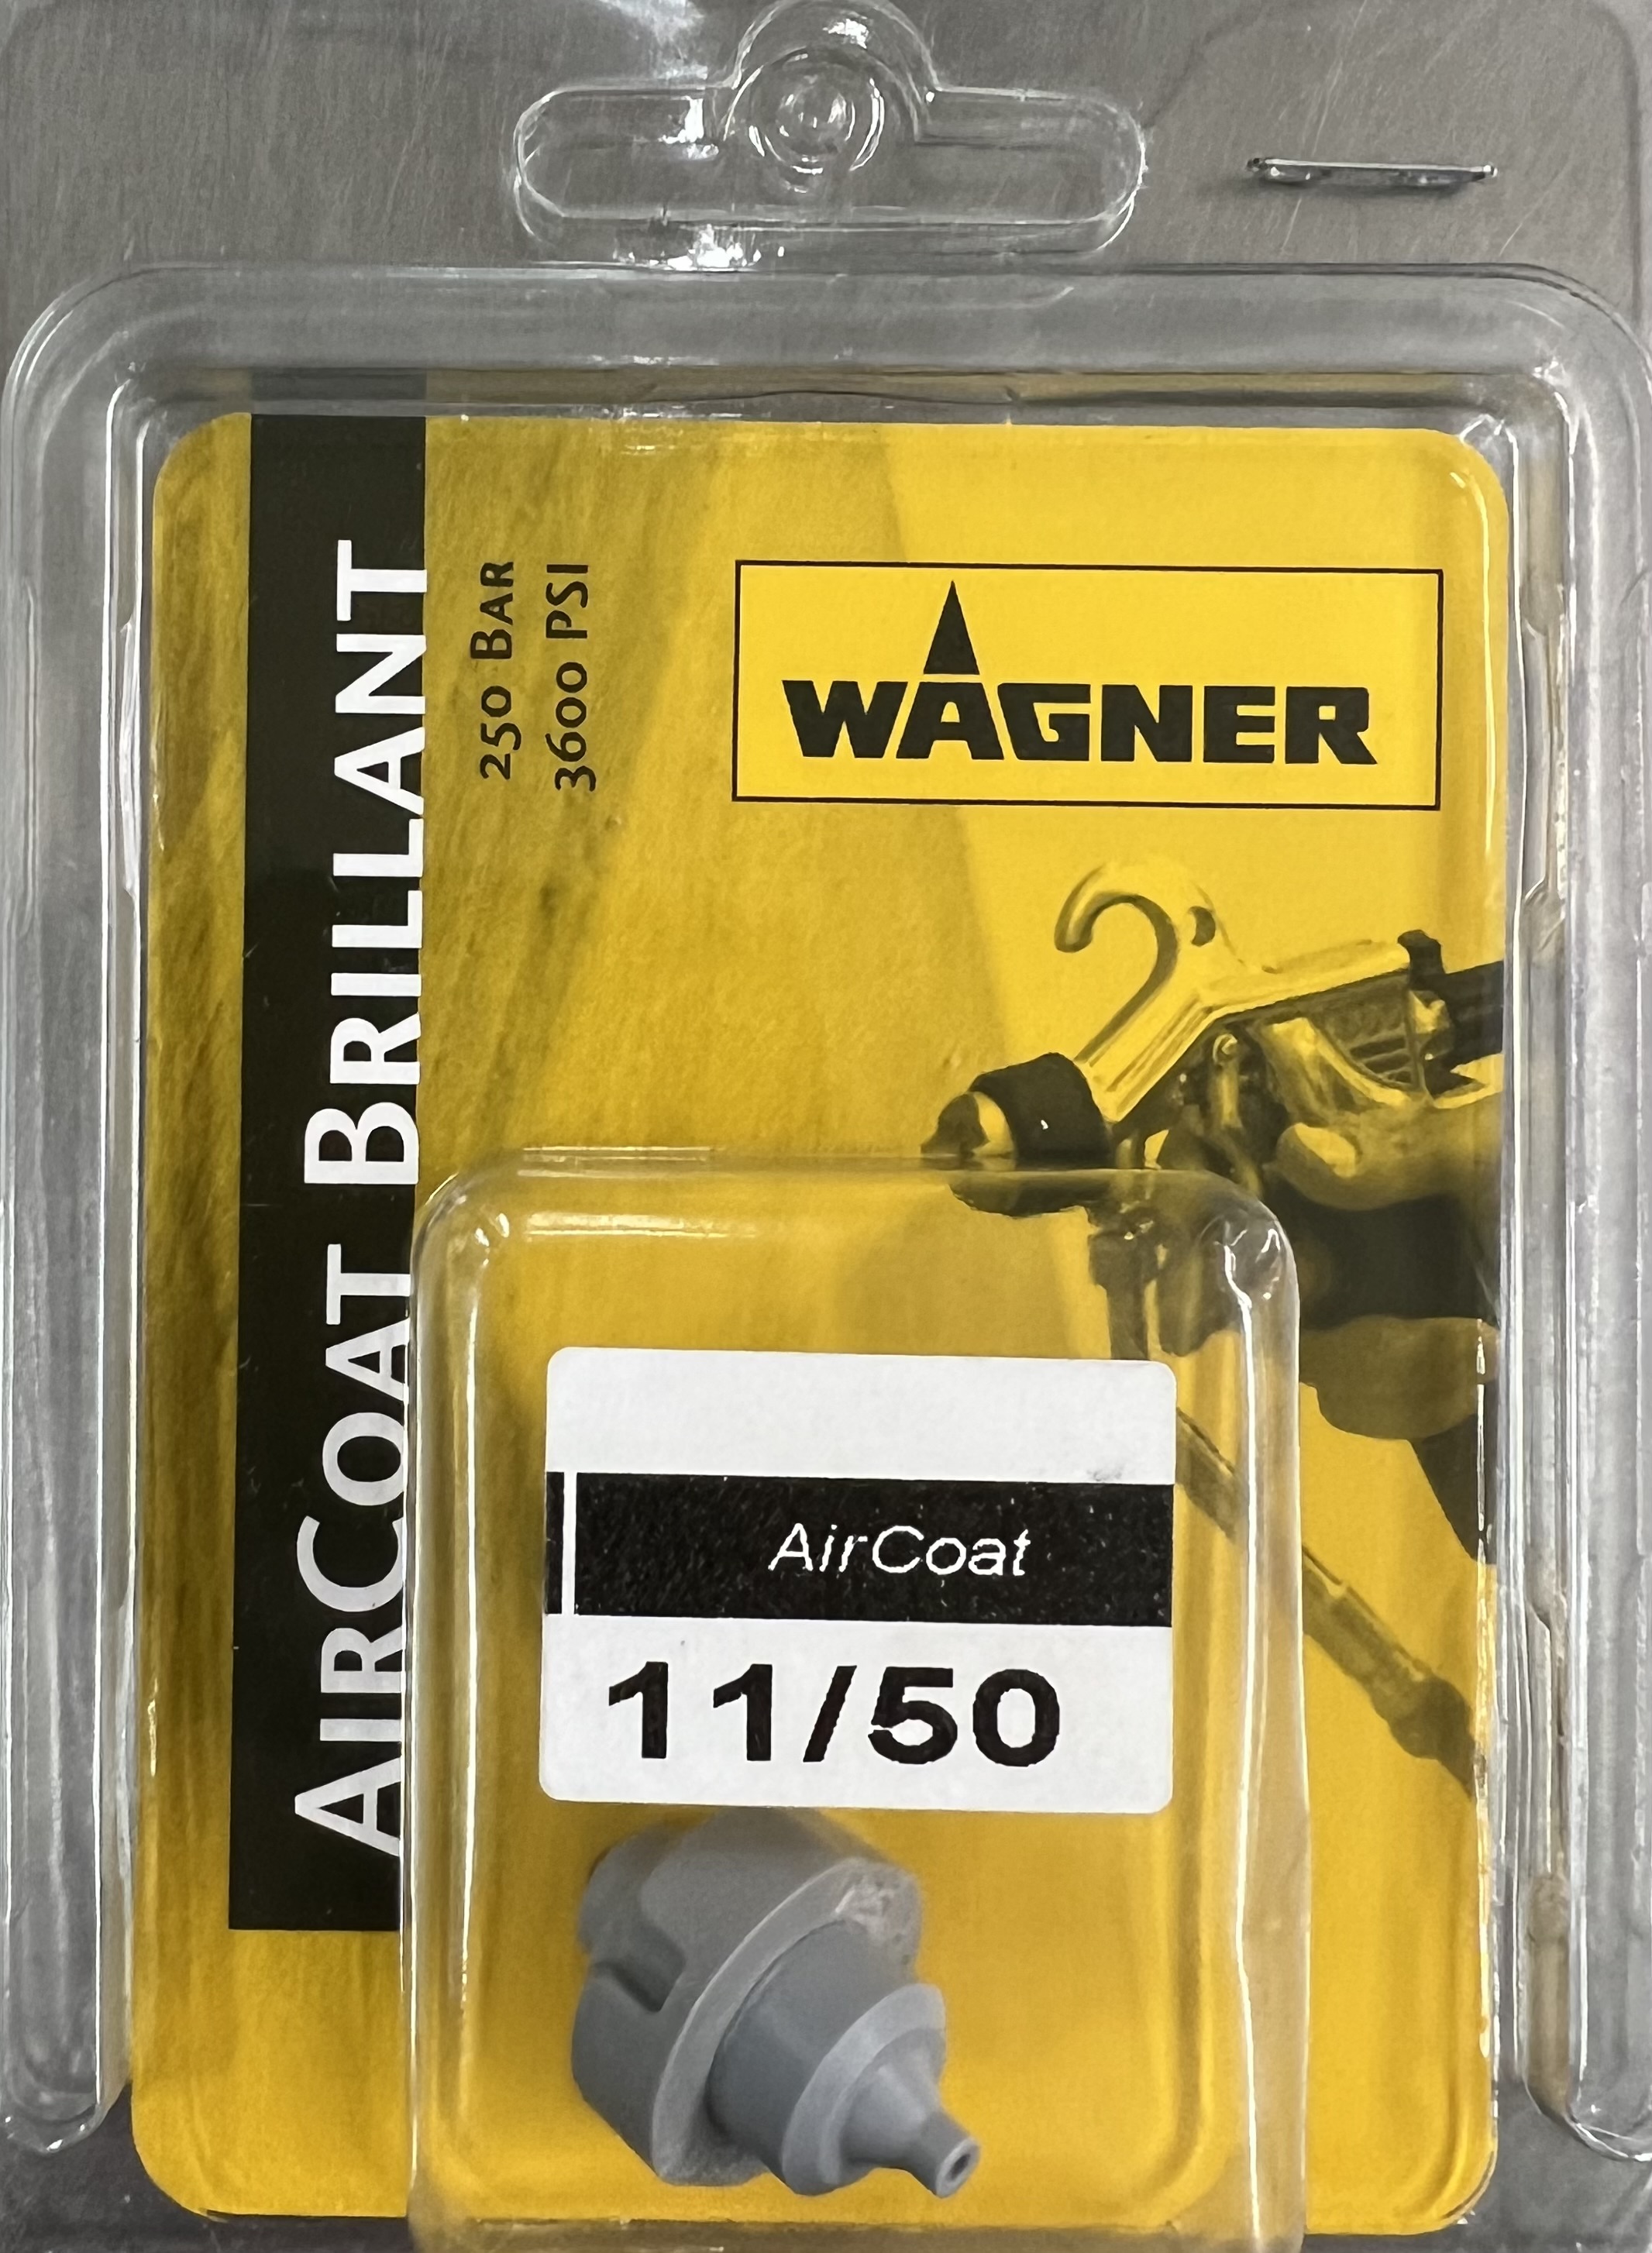 AIRCOAT BRILLANT
250 BAR
3600 PSI
WAGNER
AirCoat
11/50